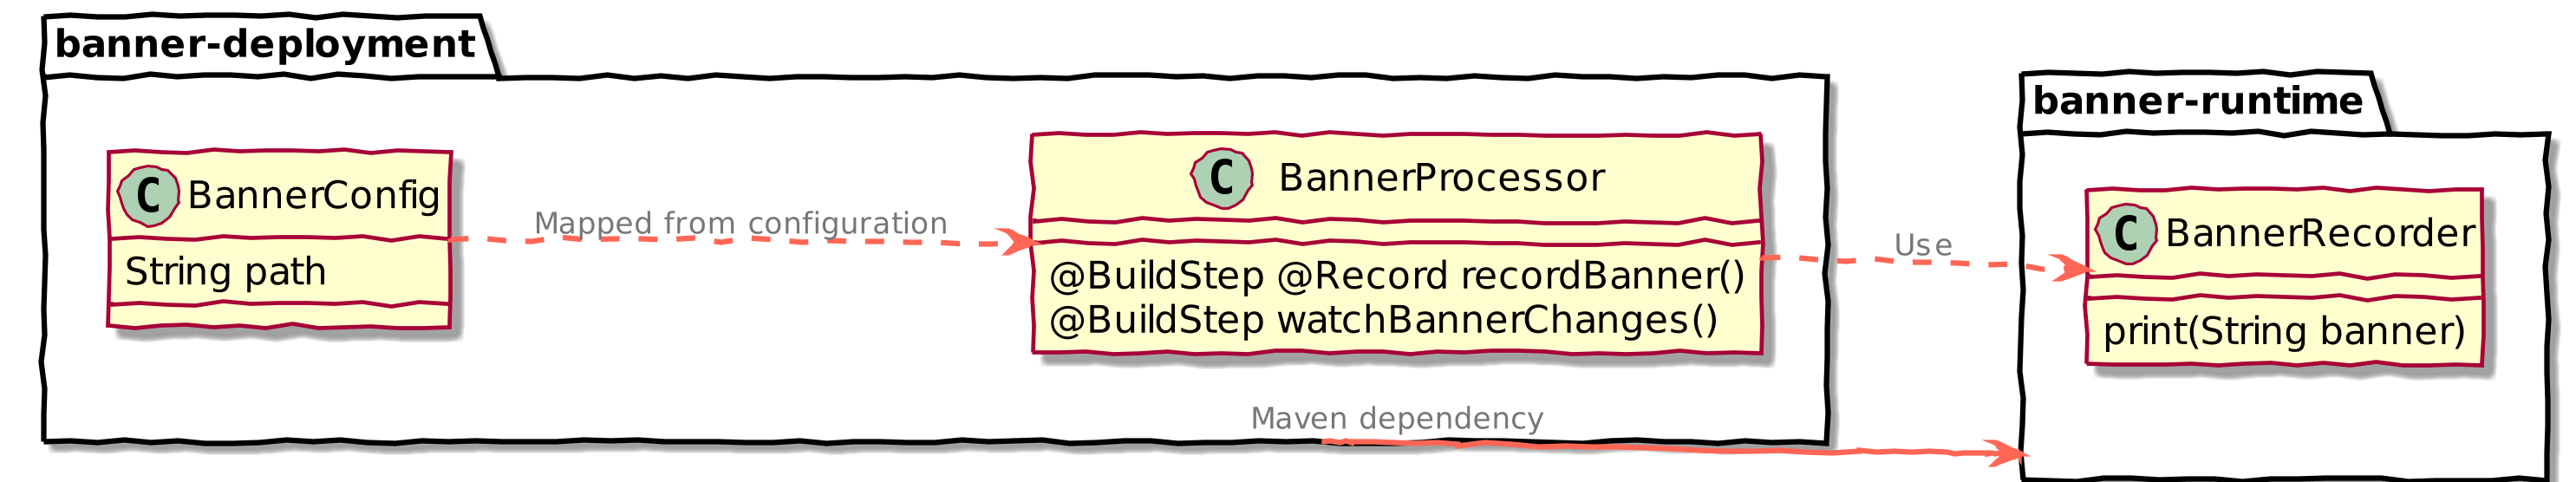 banner-deployment
C BannerConfig
String path
Mapped from configuration
C BannerProcessor
@BuildStep @Record recordBanner()
@BuildStep watchBannerChanges()
Use
banner-runtime
C BannerRecorder
print(String banner)
Maven dependency